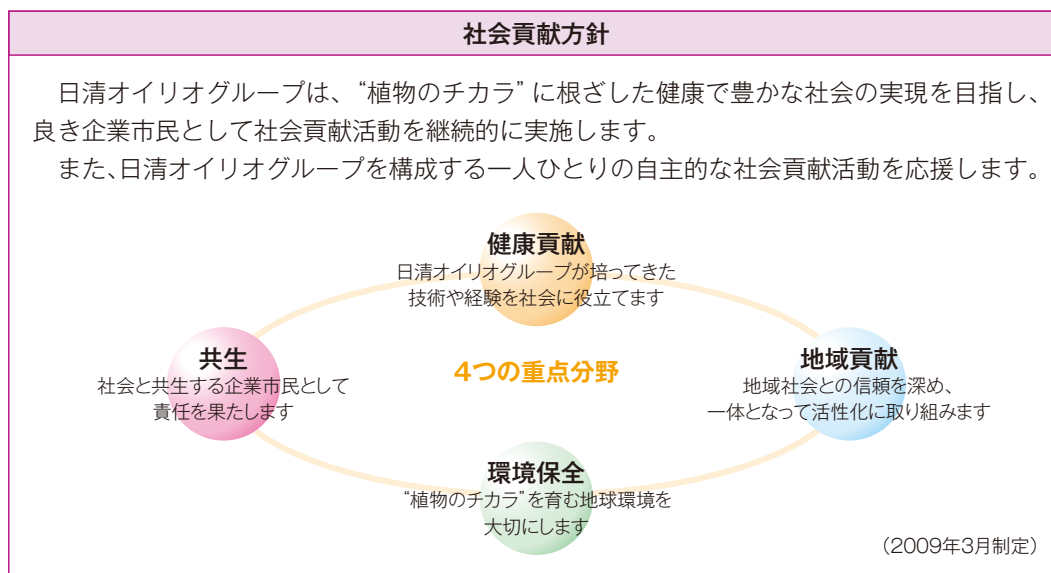 社会貢献方針
日清オイリオグループは、“植物のチカラ”に根ざした健康で豊かな社会の実現を目指し、
良き企業市民として社会貢献活動を継続的に実施します。
また、日清オイリオグループを構成する一人ひとりの自主的な社会貢献活動を応援します。
健康貢献
日清オイリオグループが培ってきた
技術や経験を社会に役立てます
共生
社会と共生する企業市民として
責任を果たします
4つの重点分野
地域貢献
地域社会との信頼を深め、
一体となって活性化に取り組みます
環境保全
“植物のチカラ”を育む地球環境を
大切にします
（2009年3月制定）